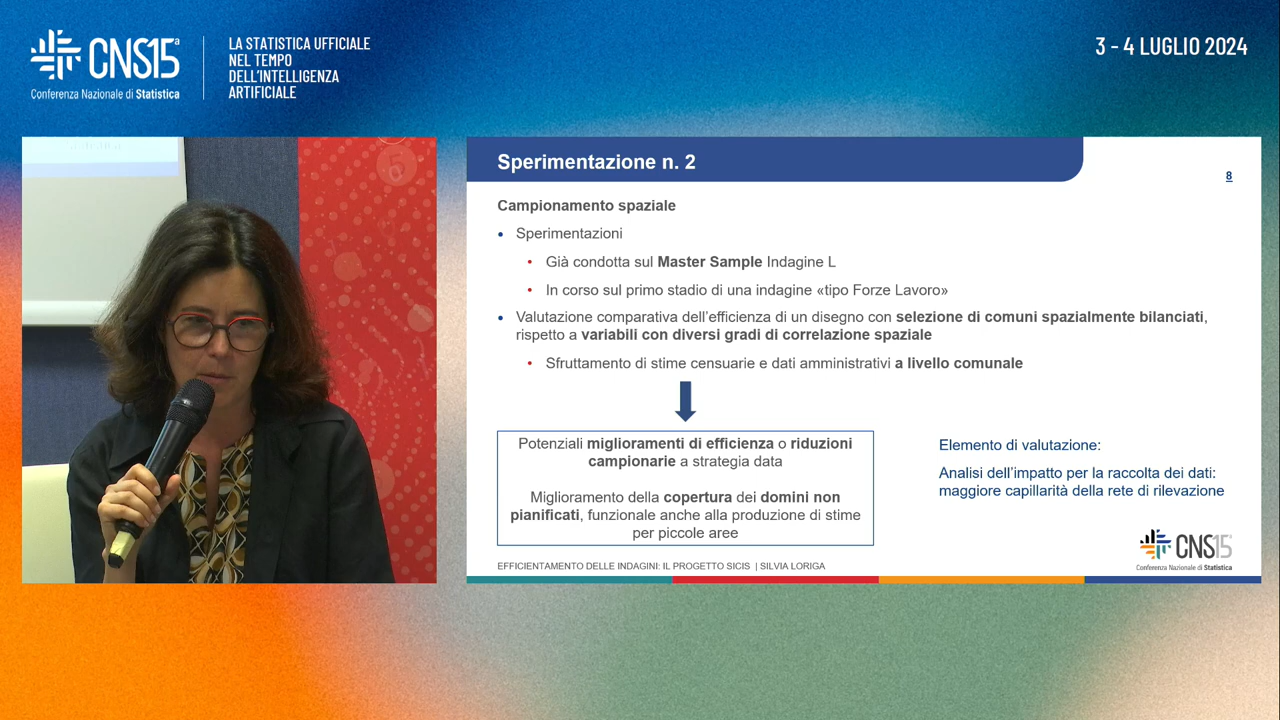 CNS15ª
Conferenza Nazionale di Statistica
LA STATISTICA UFFICIALE
NEL TEMPO
DELL'INTELLIGENZA
ARTIFICIALE
3 - 4 LUGLIO 2024
Sperimentazione n. 2
8
Campionamento spaziale
• Sperimentazioni
• Già condotta sul Master Sample Indagine L
• In corso sul primo stadio di una indagine «tipo Forze Lavoro»
• Valutazione comparativa dell'efficienza di un disegno con selezione di comuni spazialmente bilanciati,
rispetto a variabili con diversi gradi di correlazione spaziale
• Sfruttamento di stime censuarie e dati amministrativi a livello comunale
Potenziali miglioramenti di efficienza o riduzioni
campionarie a strategia data
Miglioramento della copertura dei domini non
pianificati, funzionale anche alla produzione di stime
per piccole aree
Elemento di valutazione:
Analisi dell'impatto per la raccolta dei dati:
maggiore capillarità della rete di rilevazione
CNS15
Conferenza Nazionale di Statistica
EFFICIENTAMENTO DELLE INDAGINI: IL PROGETTO SICIS | SILVIA LORIGA